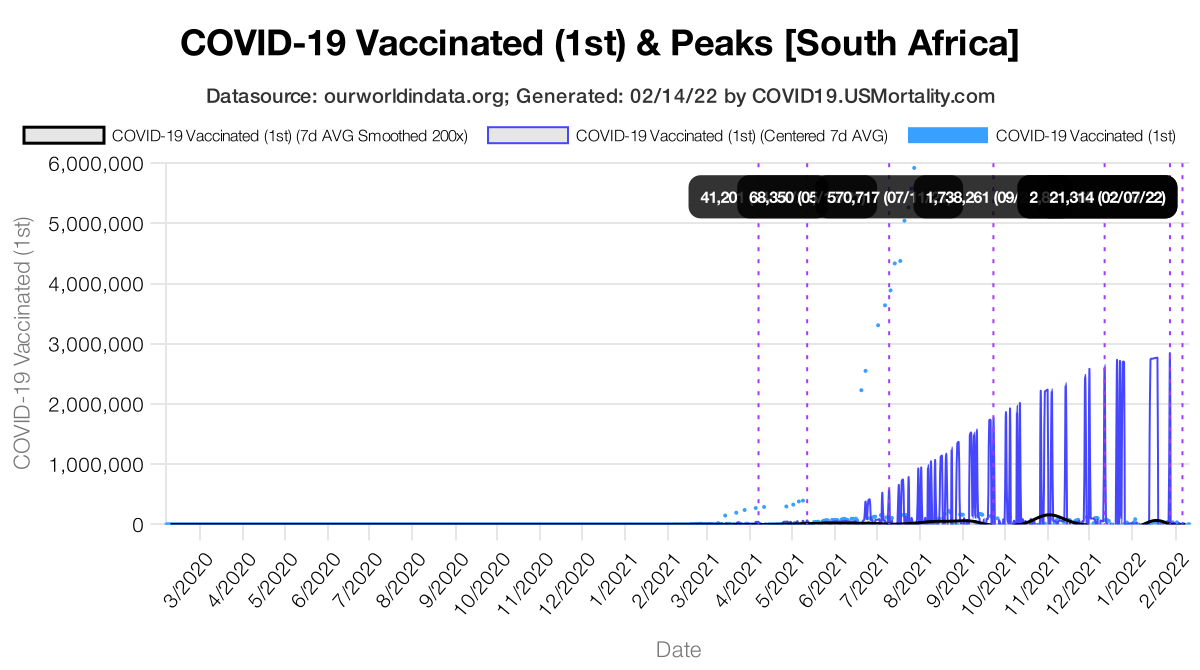 COVID-19 Vaccinated (1st) & Peaks [South Africa]
Datasource: ourworldindata.org; Generated: 02/14/22 by COVID19.USMortality.com
COVID-19 Vaccinated (1st) (7d AVG Smoothed 200x) COVID-19 Vaccinated (1st) (Centered 7d AVG) COVID-19 Vaccinated (1st)
6,000,000
5,000,000
4,000,000
3,000,000
2,000,000
1,000,000
0
COVID-19 Vaccinated (1st)
68,350 (05 570,717 (07/11 1,738,261 (09/ 21,314 (02/07/22)
3/2020 4/2020 5/2020 6/2020 7/2020 8/2020 9/2020 10/2020 11/2020 12/2020 1/2021 2/2021 3/2021 4/2021 5/2021 6/2021 7/2021 8/2021 9/2021 10/2021 11/2021 12/2021 1/2022 2/2022
Date